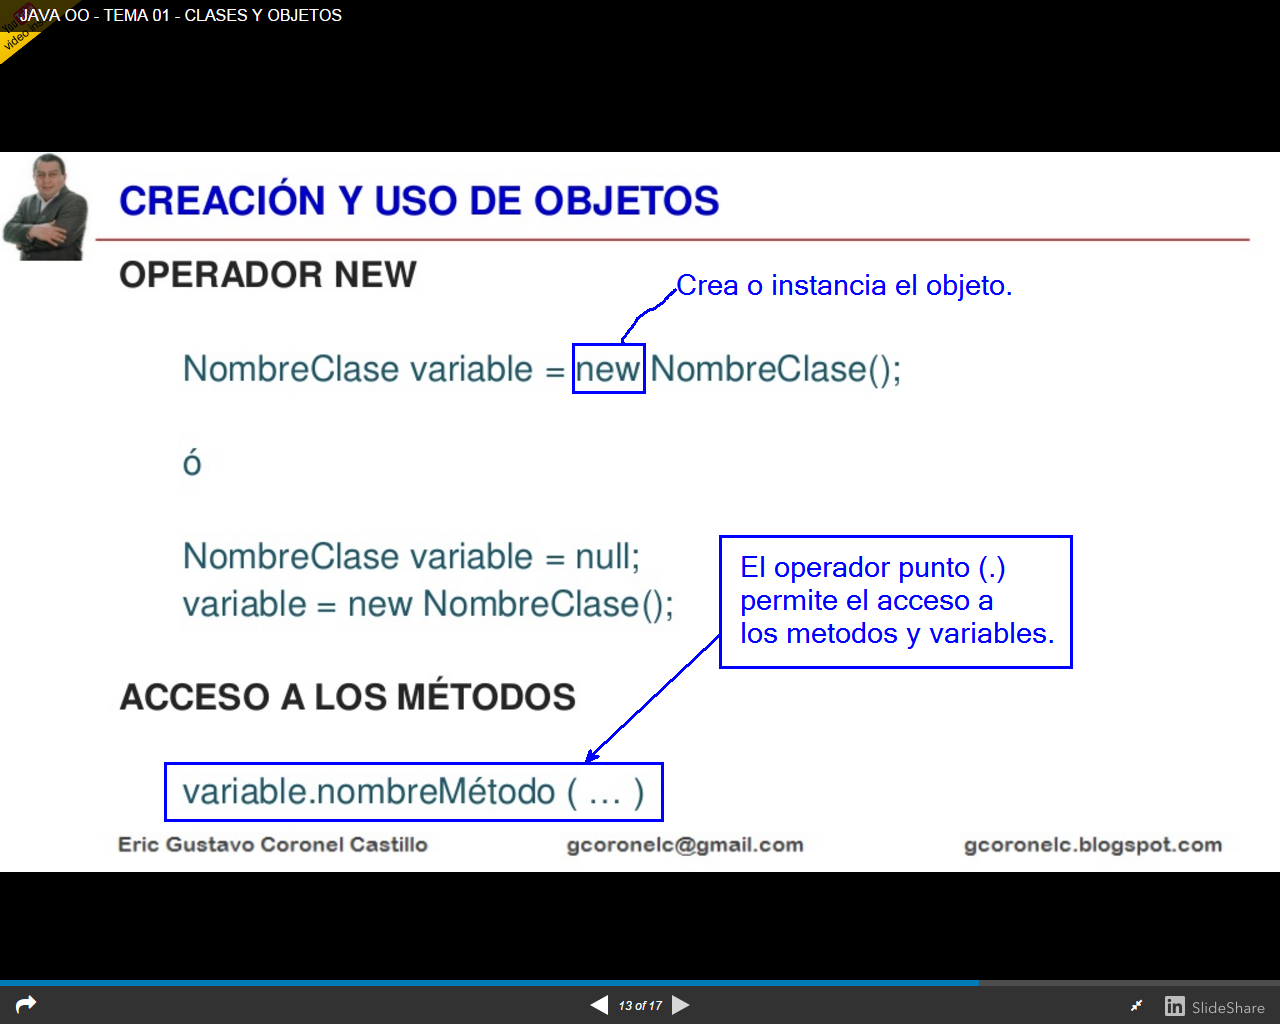 JAVA OO - TEMA 01 - CLASES Y OBJETOS
CREACIÓN Y USO DE OBJETOS
OPERADOR NEW
Crea o instancia el objeto.
NombreClase variable = new NombreClase();
ó
NombreClase variable = null;
variable = new NombreClase();
El operador punto (.)
permite el acceso a
los metodos y variables.
ACCESO A LOS MÉTODOS
variable.nombreMétodo ( … )
Eric Gustavo Coronel Castillo
gcoronelc@gmail.com
gcoronelc.blogspot.com
13 of 17
in SlideShare